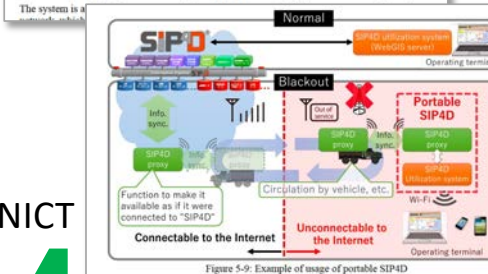 The system is a
Normal
SIP4D
SIP4D utilization system
(WebGIS server)
Operating terminal
Blackout
Info.
sync.
Out of
service
Portable
SIP4D
SIP4D
proxy
Info.
sync.
SIP4D
proxy
Info.
sync.
SIP4D
proxy
SIP4D
Utilization system
Function to make it
available as if it were
connected to "SIP4D"
Circulation by vehicle, etc.
Wi-Fi
NICT
Connectable to the Internet
Unconnectable to
the Internet
Operating terminal
Figure 5-9: Example of usage of portable SIP4D